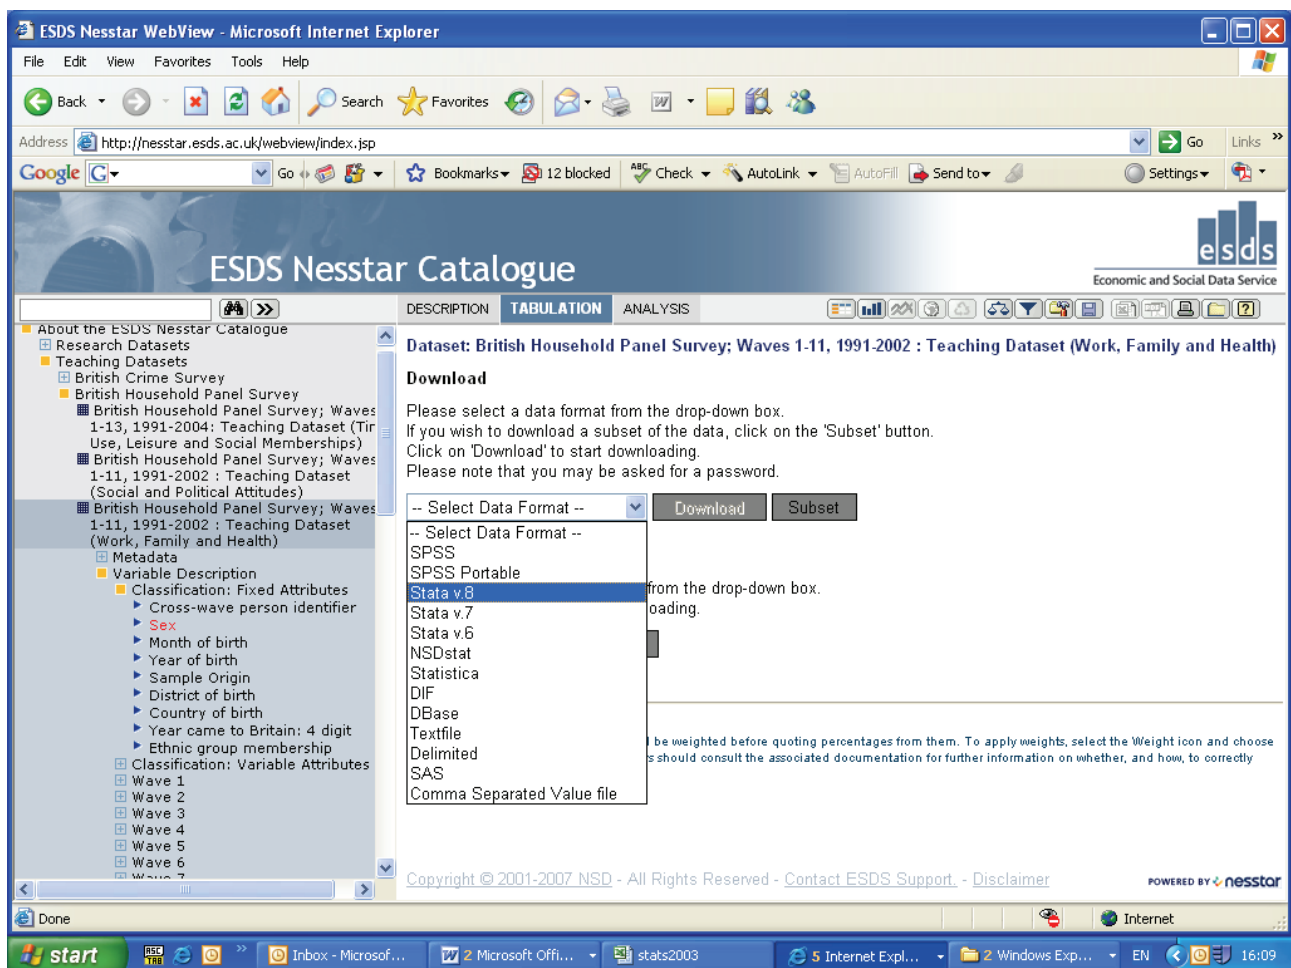 ESDS Nesstar WebView - Microsoft Internet Explorer
File Edit View Favorites Tools Help
Back Search Favorites
Address http://nesstar.esds.ac.uk/webview/index.jsp Go Links »
Google G Go Bookmarks 12 blocked ABC Check AutoLink AutoFill Send to Settings
ESDS Nesstar Catalogue
esds
Economic and Social Data Service
DESCRIPTION TABULATION ANALYSIS
About the ESDS Nesstar Catalogue
Research Datasets
Teaching Datasets
British Crime Survey
British Household Panel Survey
British Household Panel Survey; Waves
1-13, 1991-2004: Teaching Dataset (Tir
Use, Leisure and Social Memberships)
British Household Panel Survey; Waves
1-11, 1991-2002 : Teaching Dataset
(Social and Political Attitudes)
British Household Panel Survey; Waves
1-11, 1991-2002 : Teaching Dataset
(Work, Family and Health)
Metadata
Variable Description
Classification: Fixed Attributes
Cross-wave person identifier
Sex
Month of birth
Year of birth
Sample Origin
District of birth
Country of birth
Year came to Britain: 4 digit
Ethnic group membership
Classification: Variable Attributes
Wave 1
Wave 2
Wave 3
Wave 4
Wave 5
Wave 6
Wave 7
Dataset: British Household Panel Survey; Waves 1-11, 1991-2002 : Teaching Dataset (Work, Family and Health)
Download
Please select a data format from the drop-down box.
If you wish to download a subset of the data, click on the 'Subset' button.
Click on 'Download' to start downloading.
Please note that you may be asked for a password.
-- Select Data Format -- Download Subset
-- Select Data Format --
SPSS
SPSS Portable
Stata v.8
Stata v.7
Stata v.6
NSDstat
Statistica
DIF
DBase
Textfile
Delimited
SAS
Comma Separated Value file
from the drop-down box.
oading.
be weighted before quoting percentages from them. To apply weights, select the Weight icon and choose
s should consult the associated documentation for further information on whether, and how, to correctly
Copyright © 2001-2007 NSD - All Rights Reserved - Contact ESDS Support. - Disclaimer
POWERED BY nesstar
Done Internet
start » Inbox - Microsof... 2 Microsoft Offi... stats2003 5 Internet Expl... 2 Windows Exp... EN 16:09